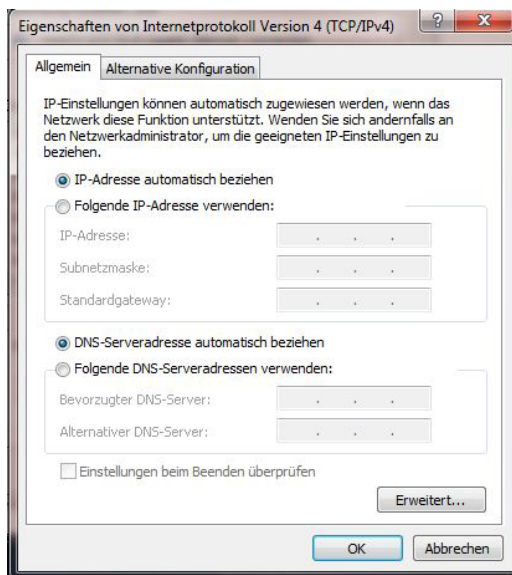 Eigenschaften von Internetprotokoll Version 4 (TCP/IPv4)
Allgemein
Alternative Konfiguration
IP-Einstellungen können automatisch zugewiesen werden, wenn das
Netzwerk diese Funktion unterstützt. Wenden Sie sich andernfalls an
den Netzwerkadministrator, um die geeigneten IP-Einstellungen zu
beziehen.
IP-Adresse automatisch beziehen
Folgende IP-Adresse verwenden:
IP-Adresse:
Subnetzmaske:
Standardgateway:
DNS-Serveradresse automatisch beziehen
Folgende DNS-Serveradressen verwenden:
Bevorzugter DNS-Server:
Alternativer DNS-Server:
Einstellungen beim Beenden überprüfen
Erweitert...
OK
Abbrechen